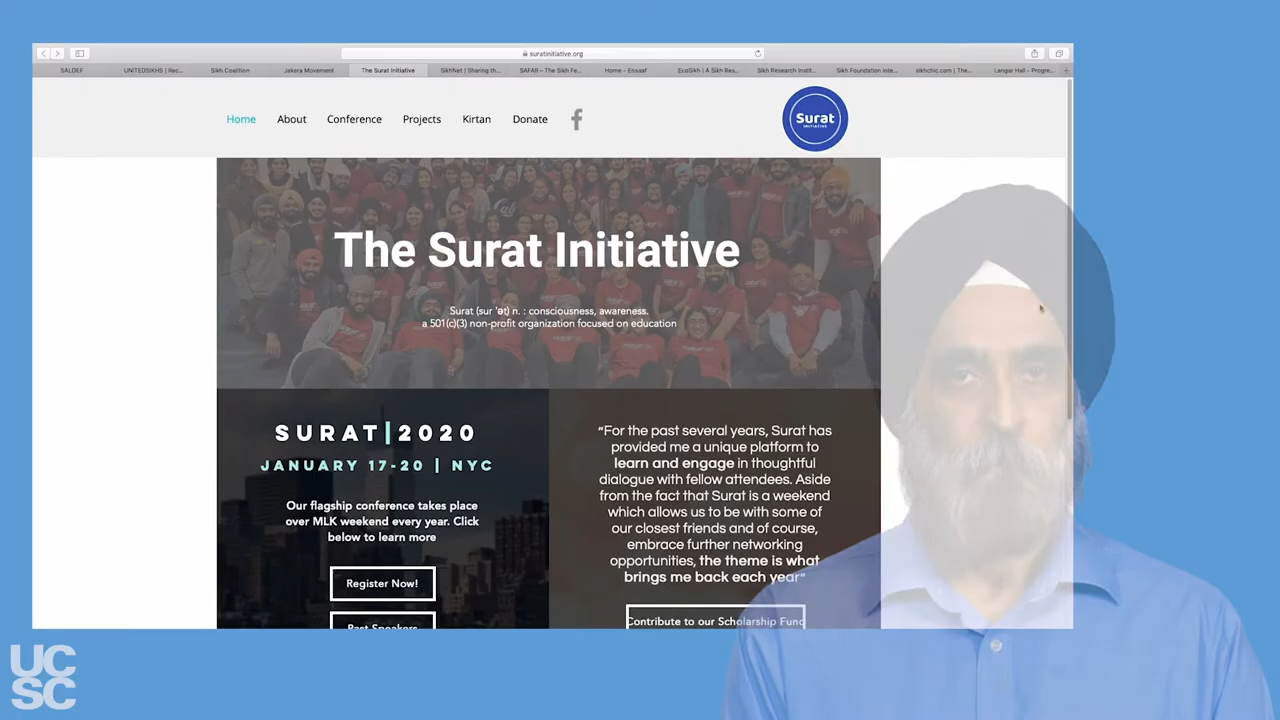 suratinitiative.org
SALDEF
UNITEDSIKHS | Rec...
Sikh Coalition
Jakara Movement
The Surat Initiative
SikhNet | Sharing th...
SAFAR – The Sikh Fe...
Home - Ensaaf
EcoSikh | A Sikh Res...
Sikh Research Instit...
Sikh Foundation Inte...
sikhchic.com | The...
Langar Hall - Progre...
Home
About
Conference
Projects
Kirtan
Donate
f
Surat
INITIATIVE
The Surat Initiative
Surat (sur 'ət) n. : consciousness, awareness.
a 501(c)(3) non-profit organization focused on education
SURAT|2020
JANUARY 17-20 | NYC
Our flagship conference takes place
over MLK weekend every year. Click
below to learn more
Register Now!
Past Speakers
“For the past several years, Surat has
provided me a unique platform to
learn and engage in thoughtful
dialogue with fellow attendees. Aside
from the fact that Surat is a weekend
which allows us to be with some of
our closest friends and of course,
embrace further networking
opportunities, the theme is what
brings me back each year”
Contribute to our Scholarship Fund
UC
SC